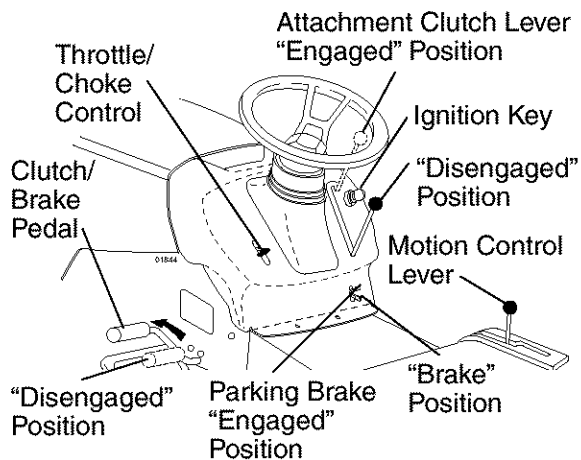 Attachment Clutch Lever
“Engaged” Position
Throttle/
Choke
Control
Ignition Key
Clutch/
Brake
Pedal
“Disengaged”
Position
Motion Control
Lever
01844
“Disengaged”
Position
Parking Brake
“Engaged”
Position
“Brake”
Position